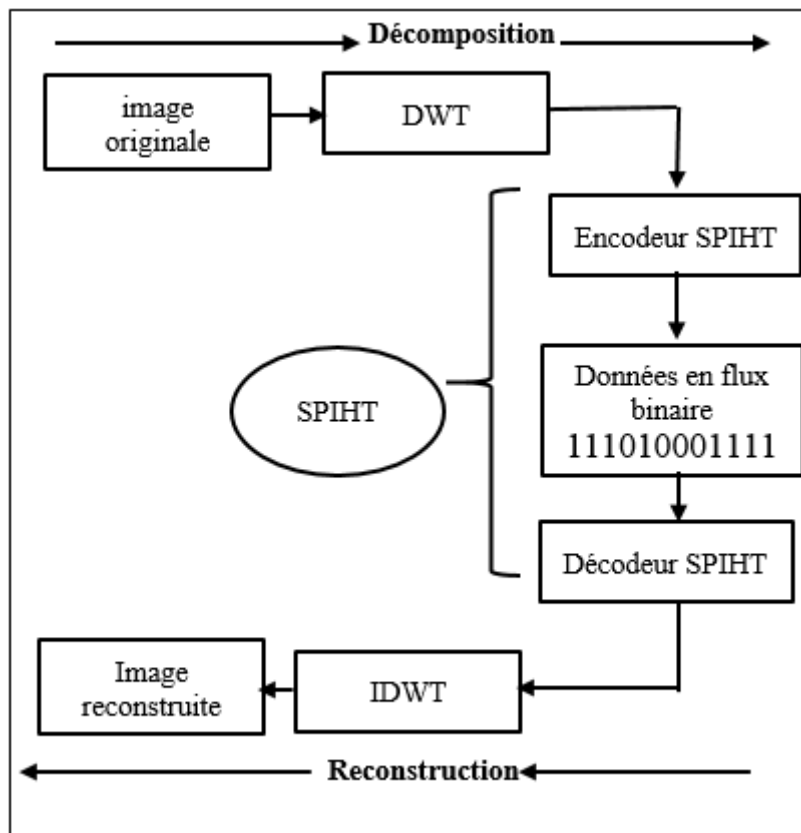 Décomposition
image
originale
DWT
Encodeur SPIHT
Données en flux
binaire
111010001111
SPIHT
Décodeur SPIHT
Image
reconstruite
IDWT
Reconstruction